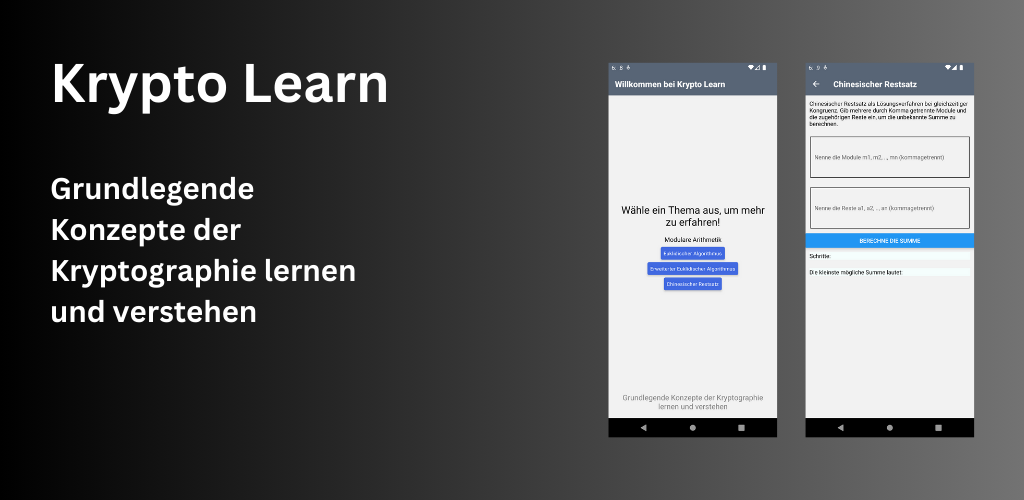 Krypto Learn
Grundlegende
Konzepte der
Kryptographie lernen
und verstehen
Willkommen bei Krypto Learn
Wähle ein Thema aus, um mehr
zu erfahren!
Modulare Arithmetik
Euklidischer Algorithmus
Erweiterter Euklidischer Algorithmus
Chinesischer Restsatz
Grundlegende Konzepte der Kryptographie
lernen und verstehen
Chinesischer Restsatz
Chinesischer Restsatz als Lösungsverfahren bei gleichzeitiger
Kongruenz. Gib mehrere durch Komma getrennte Module und
die zugehörigen Reste ein, um die unbekannte Summe zu
berechnen.
Nenne die Module m1, m2, .., mn (kommagetrennt)
Nenne die Reste a1, a2, .., an (kommagetrennt)
BERECHNE DIE SUMME
Schritte:
Die kleinste mögliche Summe lautet: